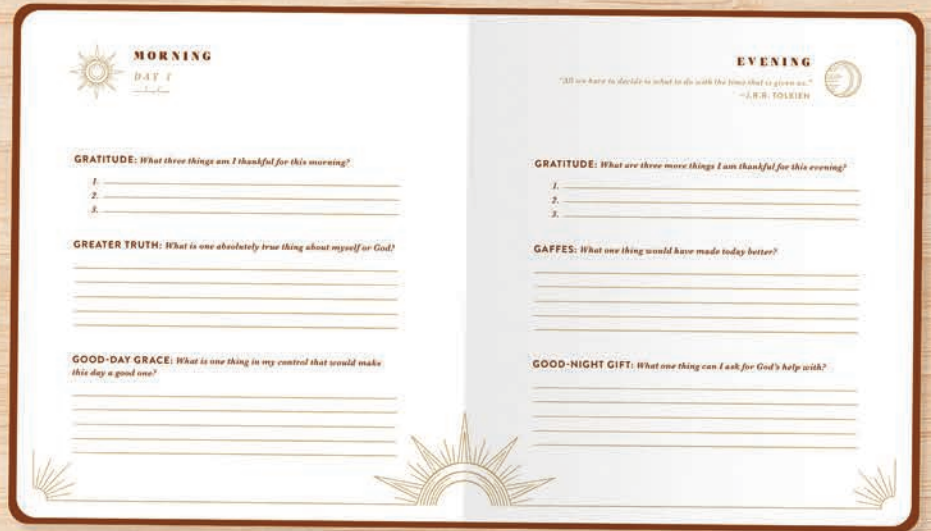 MORNING
DAY 1
GRATITUDE: What three things am I thankful for this morning?
1.
2.
3.
GREATER TRUTH: What is one absolutely true thing about myself or God?
GOOD-DAY GRACE: What is one thing in my control that would make
this day a good one?
EVENING
"All we have to decide is what to do with the time that is given us."
—J.R.R. TOLKIEN
GRATITUDE: What are three more things I am thankful for this evening?
1.
2.
3.
GAFFES: What one thing would have made today better?
GOOD-NIGHT GIFT: What one thing can I ask for God's help with?